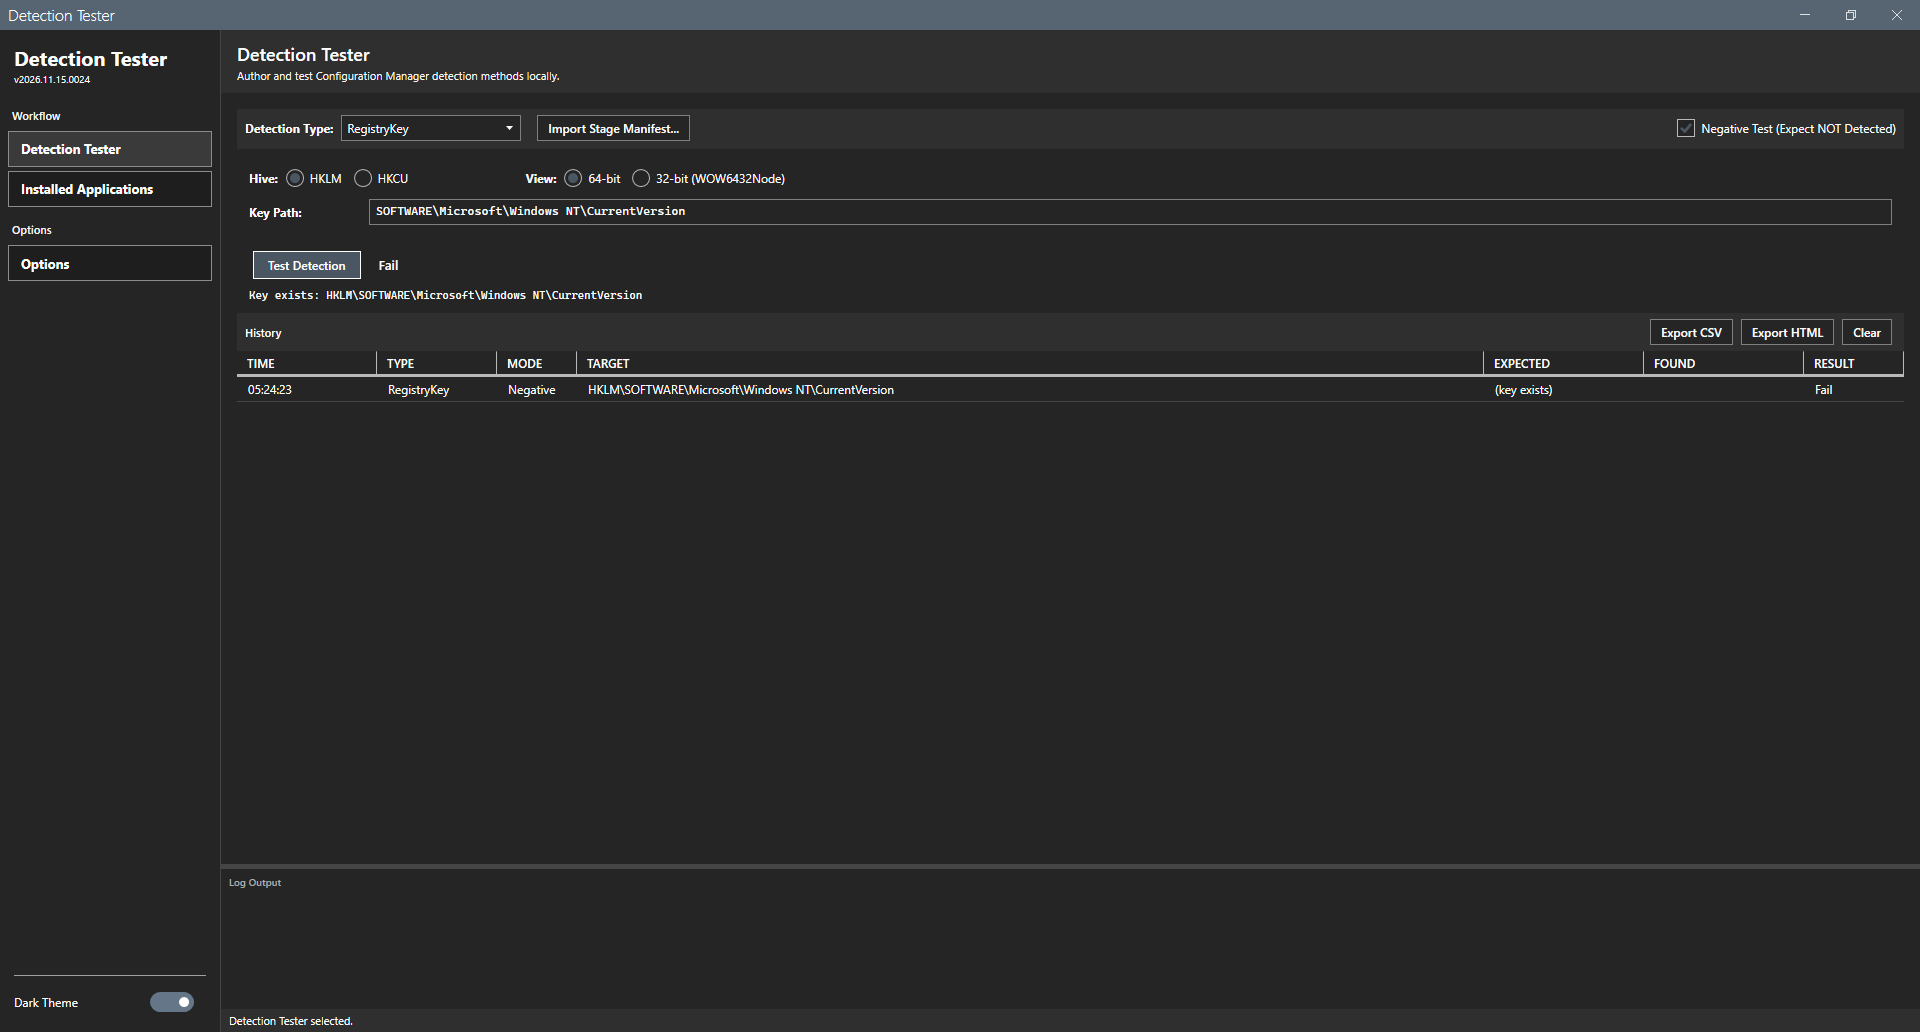 Detection Tester
Detection Tester
v2026.11.15.0024
Workflow
Detection Tester
Installed Applications
Options
Options
Dark Theme
Detection Tester
Author and test Configuration Manager detection methods locally.
Detection Type: RegistryKey Import Stage Manifest... Negative Test (Expect NOT Detected)
Hive: HKLM HKCU View: 64-bit 32-bit (WOW6432Node)
Key Path: SOFTWARE\Microsoft\Windows NT\CurrentVersion
Test Detection Fail
Key exists: HKLM\SOFTWARE\Microsoft\Windows NT\CurrentVersion
History Export CSV Export HTML Clear
TIME TYPE MODE TARGET EXPECTED FOUND RESULT
05:24:23 RegistryKey Negative HKLM\SOFTWARE\Microsoft\Windows NT\CurrentVersion (key exists) Fail
Log Output
Detection Tester selected.